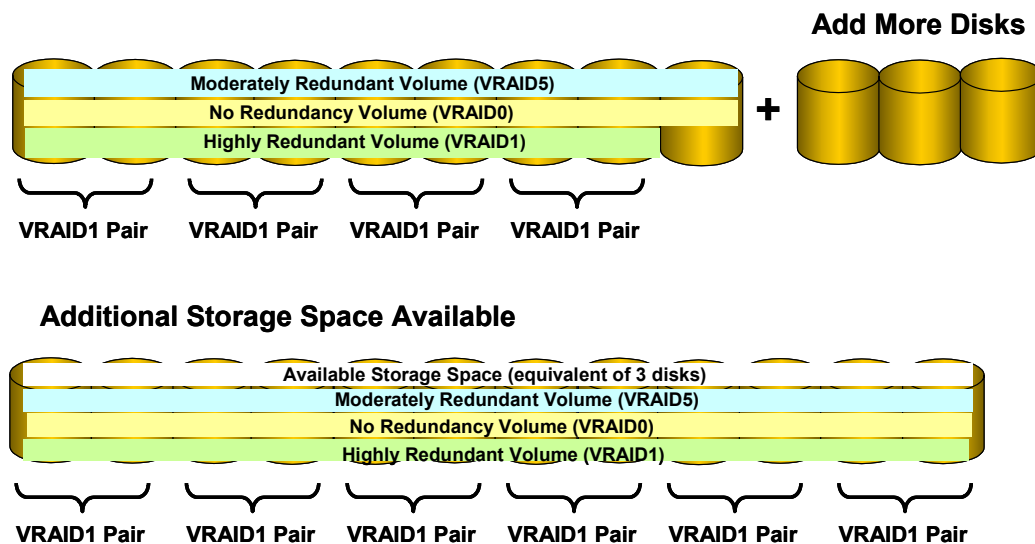 Add More Disks
Moderately Redundant Volume (VRAID5)
No Redundancy Volume (VRAID0)
+
Highly Redundant Volume (VRAID1)
VRAID1 Pair VRAID1 Pair VRAID1 Pair VRAID1 Pair
Additional Storage Space Available
Available Storage Space (equivalent of 3 disks)
Moderately Redundant Volume (VRAID5)
No Redundancy Volume (VRAID0)
Highly Redundant Volume (VRAID1)
VRAID1 Pair VRAID1 Pair VRAID1 Pair VRAID1 Pair VRAID1 Pair VRAID1 Pair